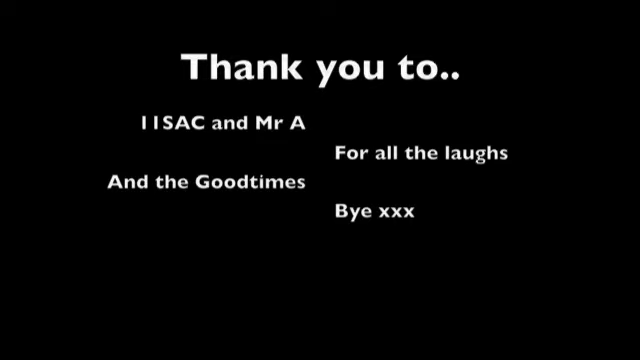 Thank you to..
11SAC and Mr A
For all the laughs
And the Goodtimes
Bye xxx